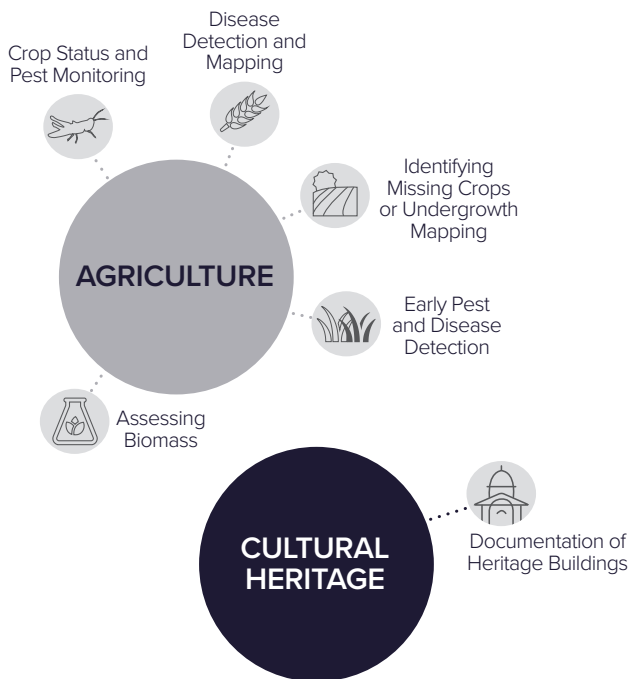 Disease
Detection and
Mapping
Crop Status and
Pest Monitoring
Identifying
Missing Crops
or Undergrowth
Mapping
AGRICULTURE
Early Pest
and Disease
Detection
Assessing
Biomass
CULTURAL
HERITAGE
Documentation of
Heritage Buildings